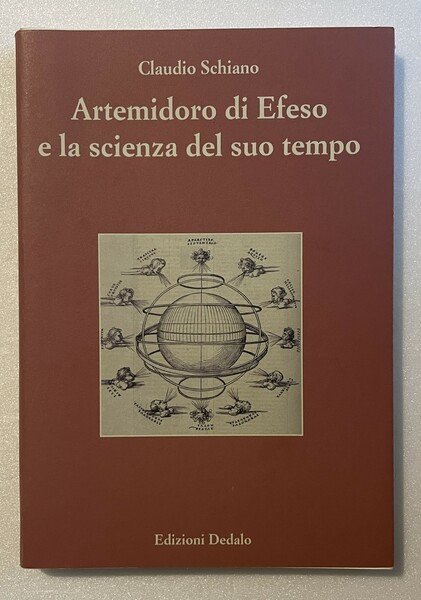 Claudio Schiano
Artemidoro di Efeso
e la scienza del suo tempo
Edizioni Dedalo